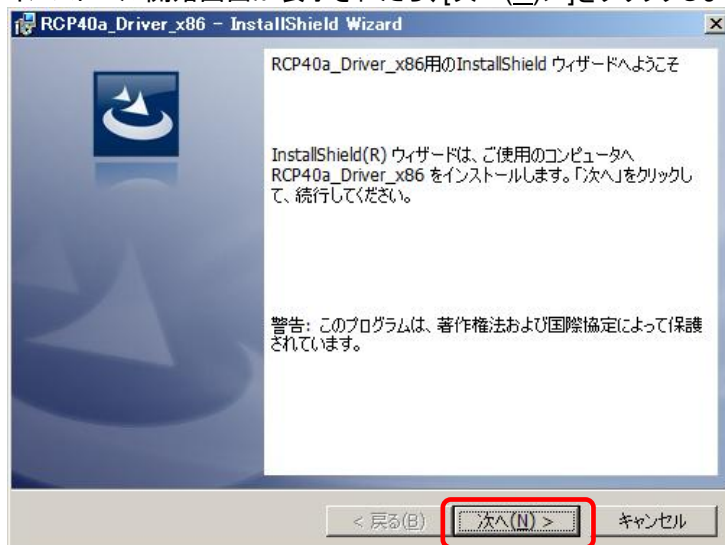 RCP40a_Driver_x86 - InstallShield Wizard
RCP40a_Driver_x86用のInstallShield ウィザードへようこそ
InstallShield(R) ウィザードは、ご使用のコンピュータへ
RCP40a_Driver_x86 をインストールします。「次へ」をクリックし
て、続行してください。
警告: このプログラムは、著作権法および国際協定によって保護
されています。
< 戻る(B)
次へ(N) >
キャンセル